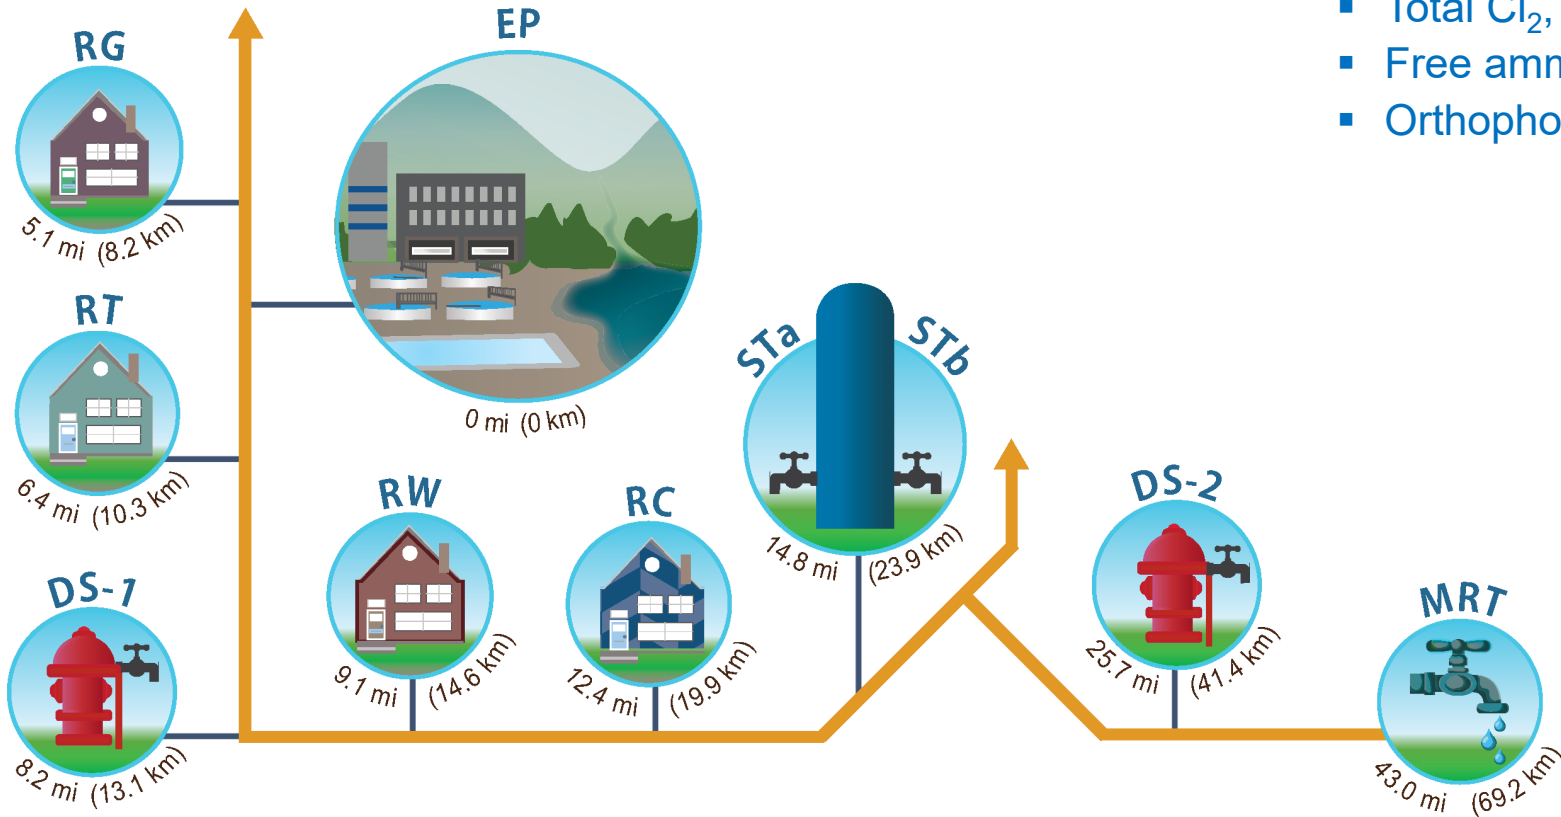 EP
RG
5.1 mi (8.2 km)
RT
6.4 mi (10.3 km)
DS-1
8.2 mi (13.1 km)
0 mi (0 km)
RW
9.1 mi (14.6 km)
RC
12.4 mi (19.9 km)
STa
STb
14.8 mi (23.9 km)
DS-2
25.7 mi (41.4 km)
MRT
43.0 mi (69.2 km)
▪ Total Cl₂,
▪ Free
▪